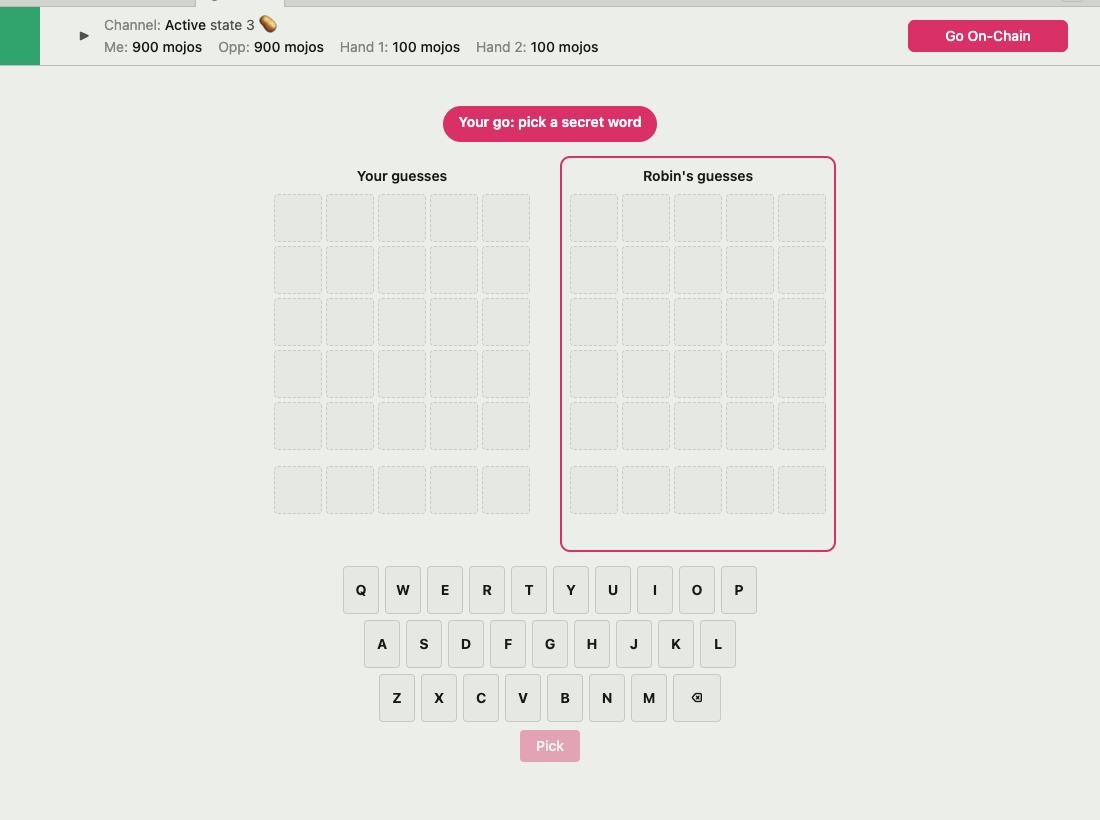 Channel: Active state 3
Me: 900 mojos Opp: 900 mojos Hand 1: 100 mojos Hand 2: 100 mojos
Go On-Chain
Your go: pick a secret word
Your guesses
Robin's guesses
Q W E R T Y U I O P
A S D F G H J K L
Z X C V B N M
Pick